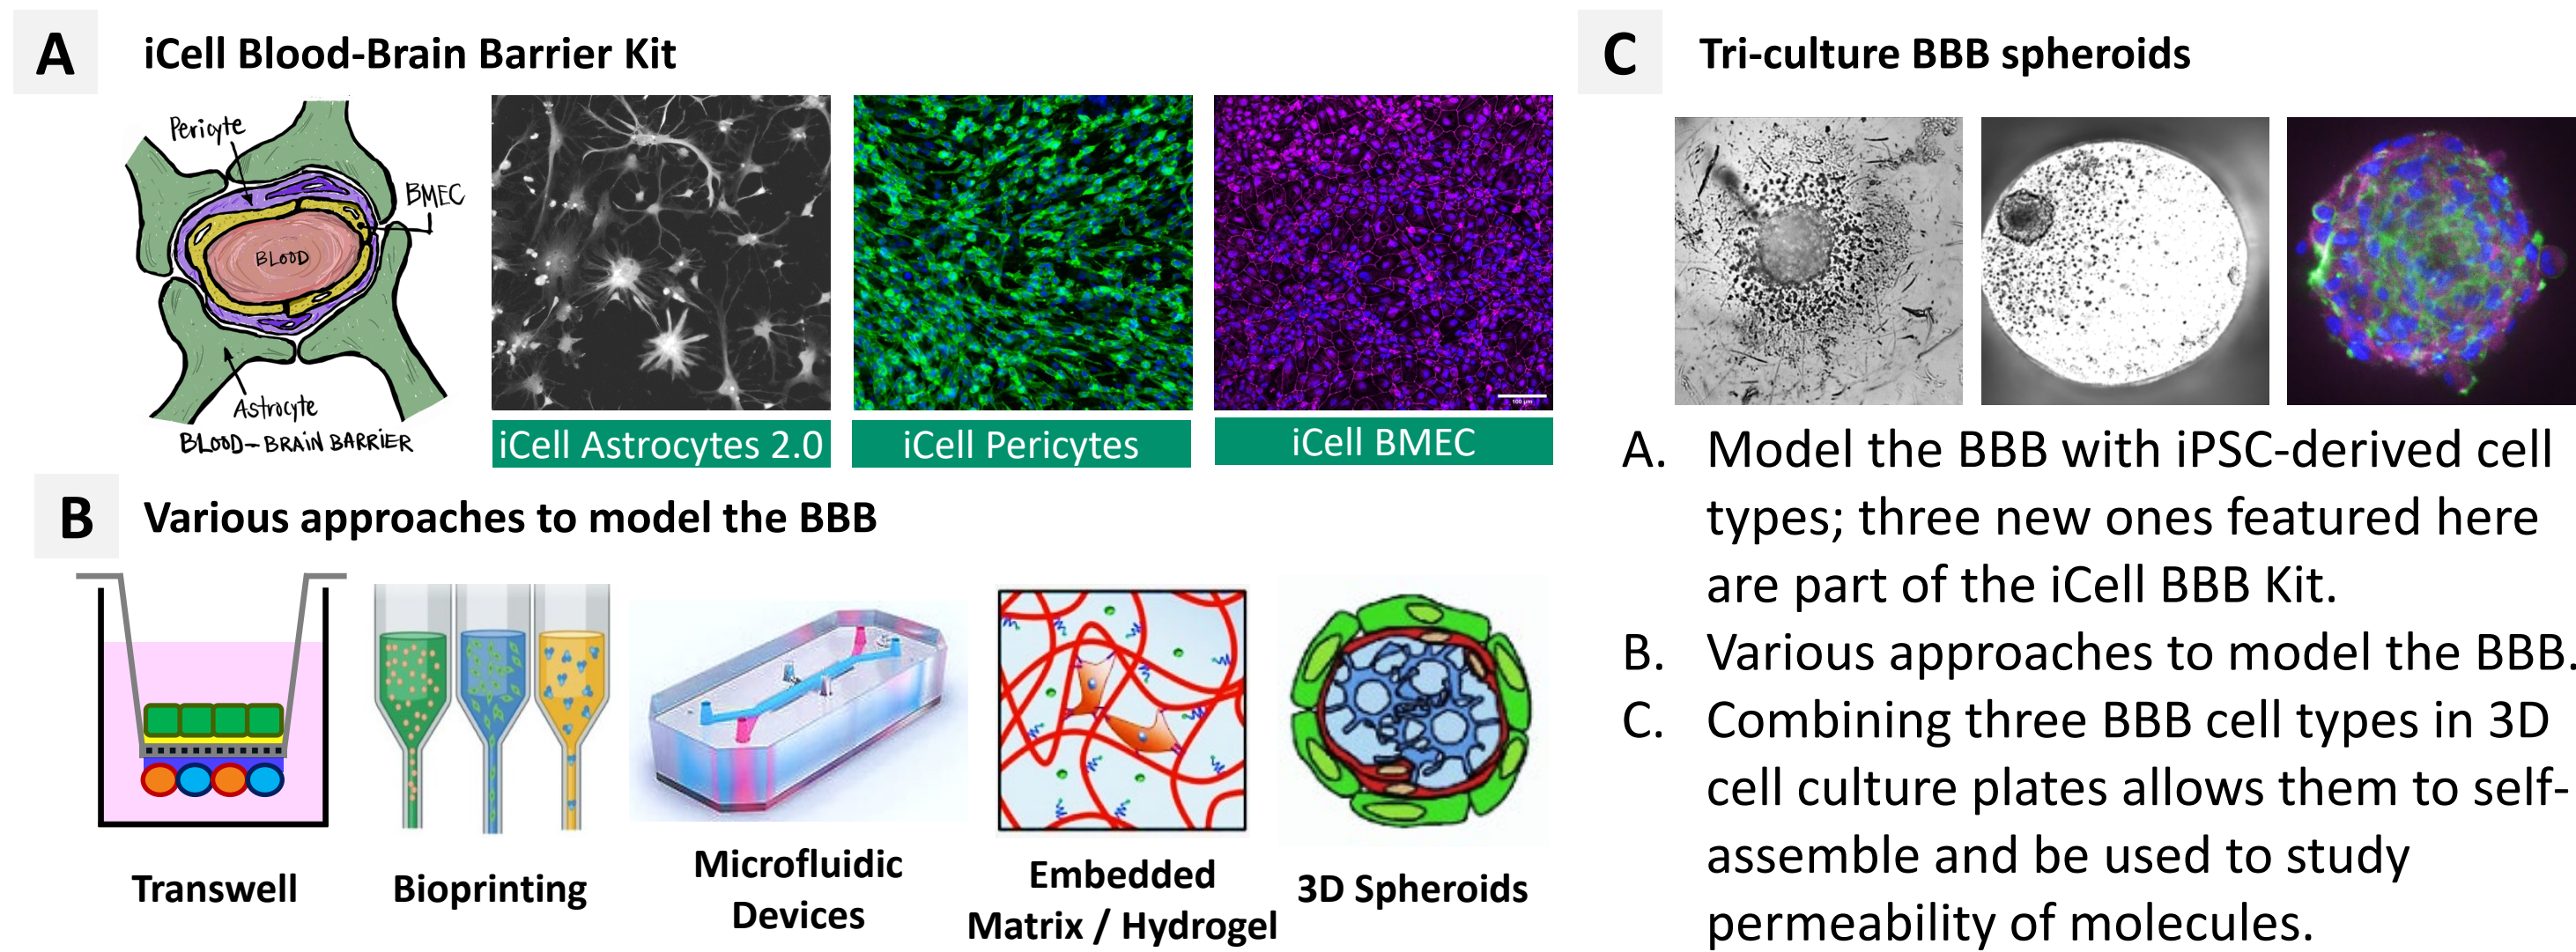 A
iCell Blood-Brain Barrier Kit
Pericyte
BMEC
BLOOD
Astrocyte
BLOOD-BRAIN BARRIER
iCell Astrocytes 2.0
iCell Pericytes
100 μm
iCell BMEC
B
Various approaches to model the BBB
Transwell
Bioprinting
Microfluidic
Devices
Embedded
Matrix / Hydrogel
3D Spheroids
C
Tri-culture BBB spheroids
A. Model the BBB with iPSC-derived cell
types; three new ones featured here
are part of the iCell BBB Kit.
B. Various approaches to model the BBB.
C. Combining three BBB cell types in 3D
cell culture plates allows them to self-
assemble and be used to study
permeability of molecules.